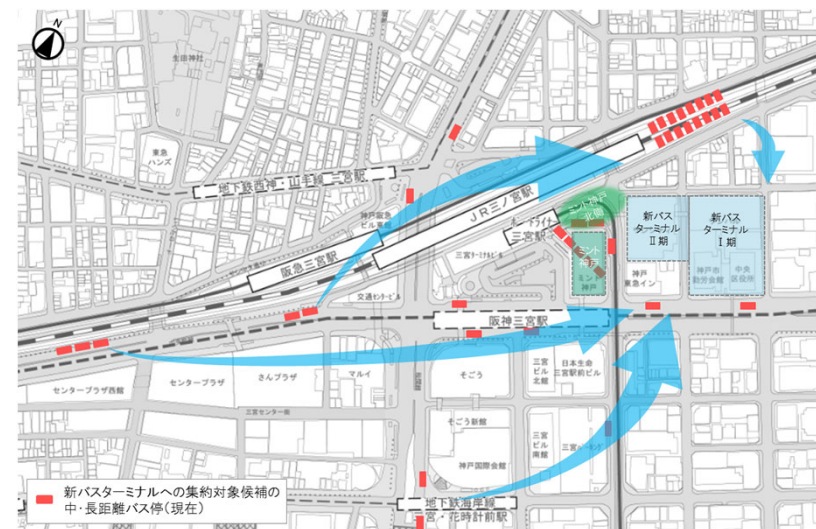 N
生田神社
東急
ハンズ
地下鉄西神・山手線 三宮駅
神戸阪急
ビル東館
JR三ノ宮駅
ポートライナー
三宮駅
ミント神戸
北側
ミント
神戸
ミント
神戸
新バス
ターミナル
Ⅱ期
新バス
ターミナル
Ⅰ期
神戸市
勤労会館
中央
区役所
神戸
東急イン
阪急三宮駅
三宮ターミナルビル
交通センタービル
阪神三宮駅
センタープラザ西館
センタープラザ
さんプラザ
マルイ
そごう
三宮
ビル
北館
日本生命
三宮駅前ビル
三宮センター街
そごう新館
三宮
ビル
南館
神戸国際会館
地下鉄海岸線
三宮・花時計前駅
新バスターミナルへの集約対象候補の
中・長距離バス停(現在)